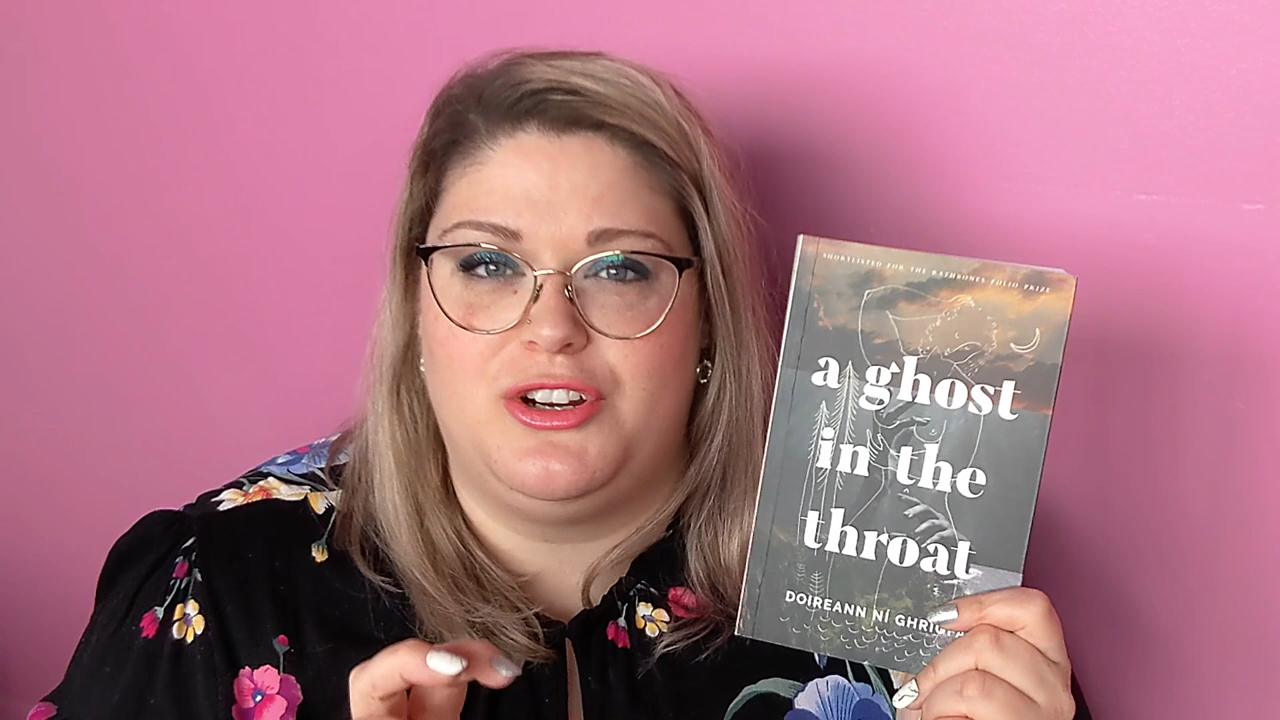 SHORTLISTED FOR THE RATHBONES FOLIO PRIZE
a ghost
in the
throat
DOIREANN NÍ